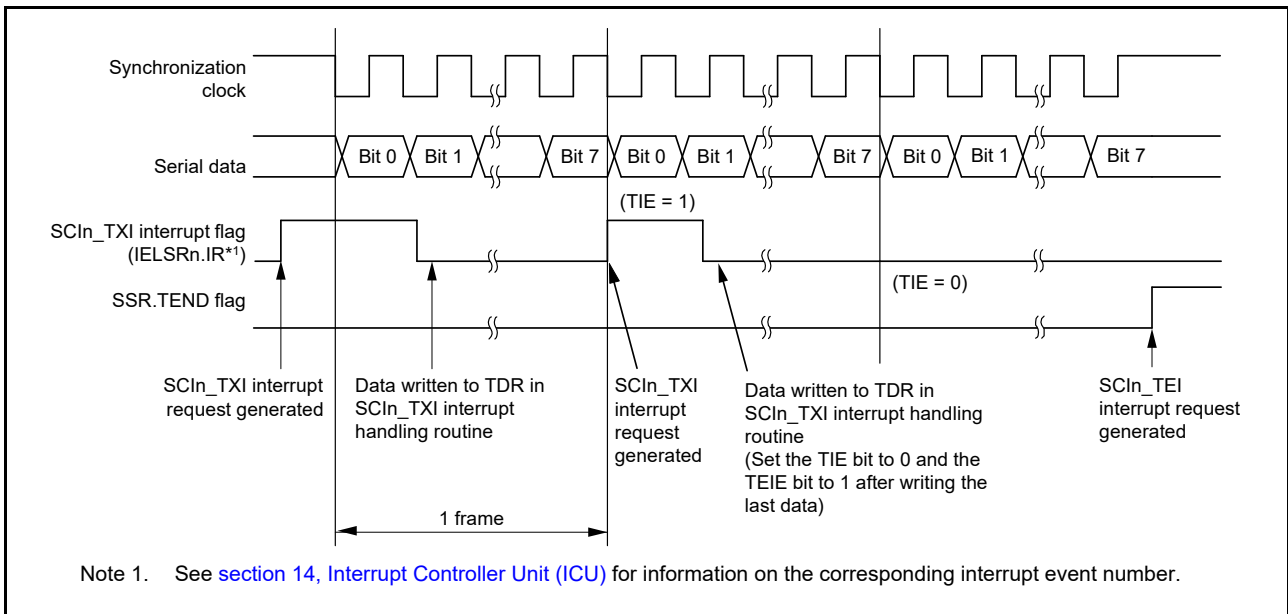 Synchronization
clock
Serial data
Bit 0 Bit 1 Bit 7 Bit 0 Bit 1 Bit 7 Bit 0 Bit 1 Bit 7
(TIE = 1)
SCIn_TXI interrupt flag
(IELSRn.IR*1)
(TIE = 0)
SSR.TEND flag
SCIn_TXI interrupt
request generated
Data written to TDR in
SCIn_TXI interrupt
handling routine
SCIn_TXI
interrupt
request
generated
Data written to TDR in
SCIn_TXI interrupt handling
routine
(Set the TIE bit to 0 and the
TEIE bit to 1 after writing the
last data)
SCIn_TEI
interrupt request
generated
1 frame
Note 1. See section 14, Interrupt Controller Unit (ICU) for information on the corresponding interrupt event number.